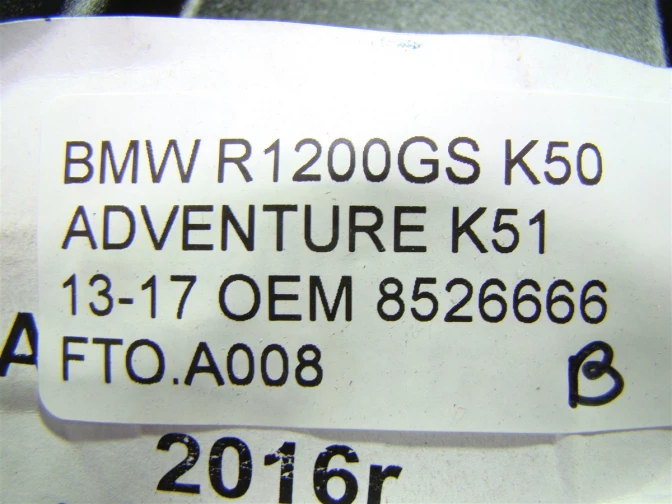 BMW R1200GS K50
ADVENTURE K51
13-17 OEM 8526666
A FTO.A008 B
2016r